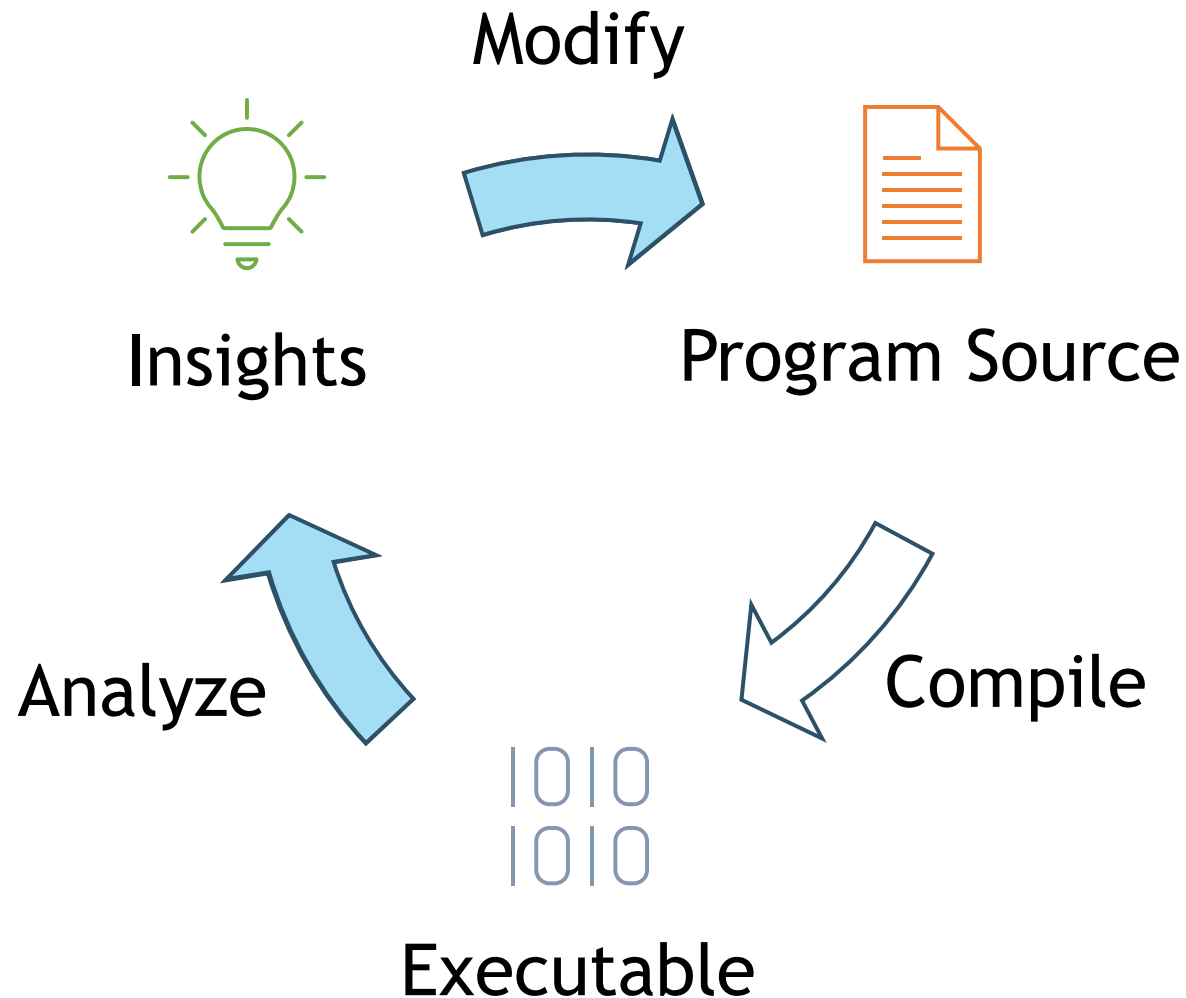 Modify
Insights
Program Source
Analyze
Compile
1010
1010
Executable